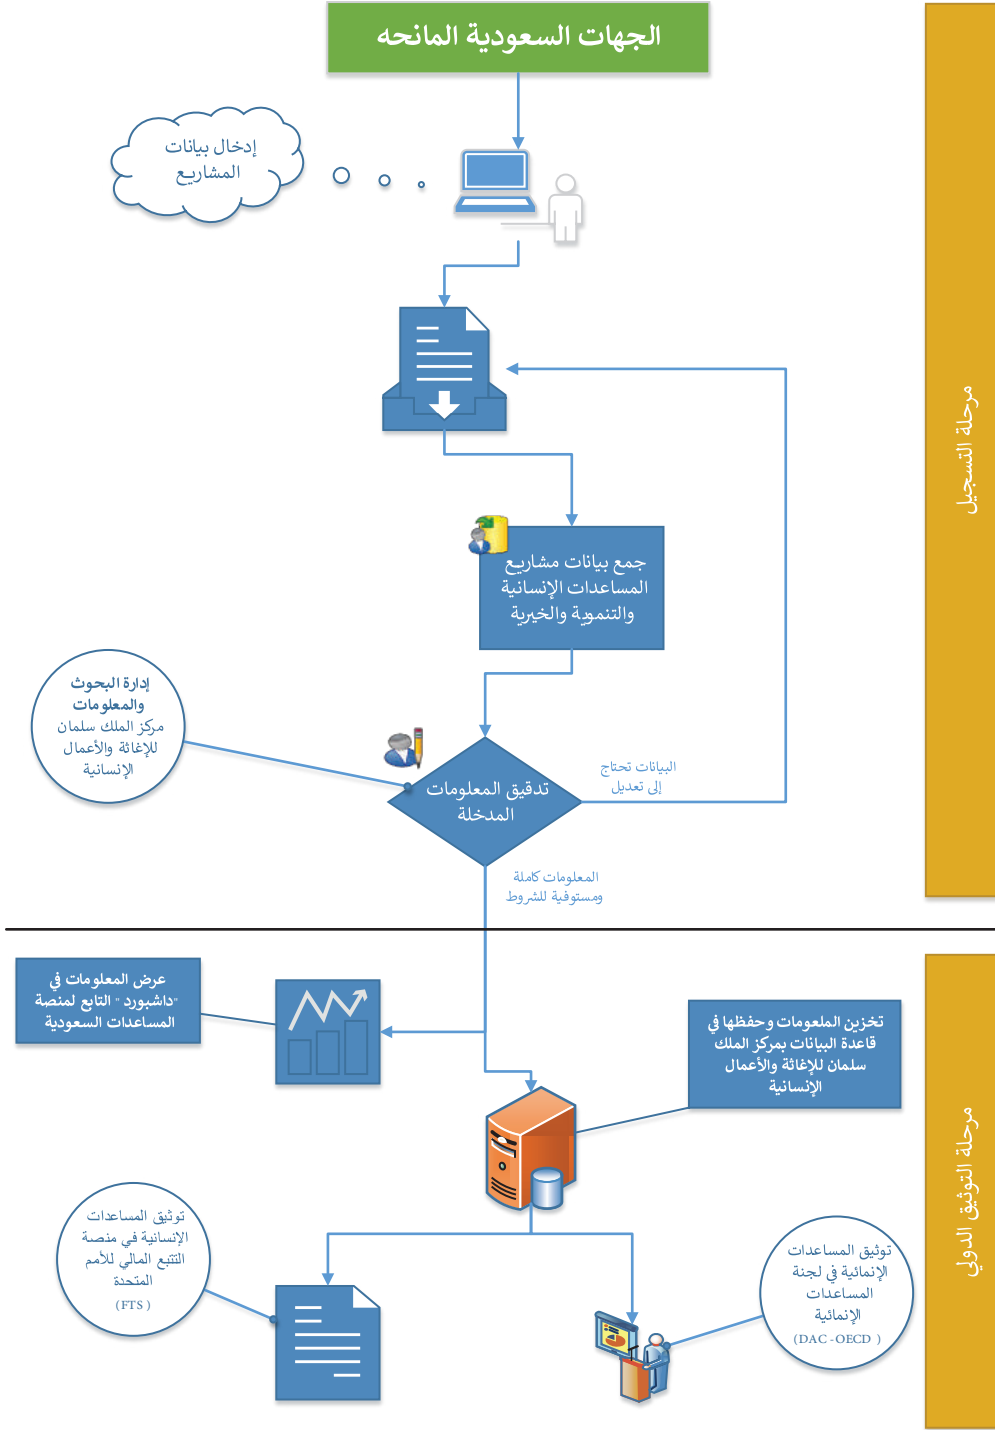 الجهات السعودية المانحه
إدخال بيانات
المشاريع
مرحلة التسجيل
جمع بيانات مشاريع
المساعدات الإنسانية
والتنموية والخيرية
إدارة البحوث
والمعلومات
مركز الملك سلمان
للإغاثة والأعمال
الإنسانية
تدقيق المعلومات
المدخلة
البيانات تحتاج
إلى تعديل
المعلومات كاملة
ومستوفية للشروط
عرض المعلومات في
"داشبورد " التابع لمنصة
المساعدات السعودية
تخزين الملعومات وحفظها في
قاعدة البيانات بمركز الملك
سلمان للإغاثة والأعمال
الإنسانية
مرحلة التوثيق الدولي
توثيق المساعدات
الإنسانية في منصة
التتبع المالي للأمم
المتحدة
(FTS )
توثيق المساعدات
الإنمائية في لجنة
المساعدات
الإنمائية
(DAC -OECD )